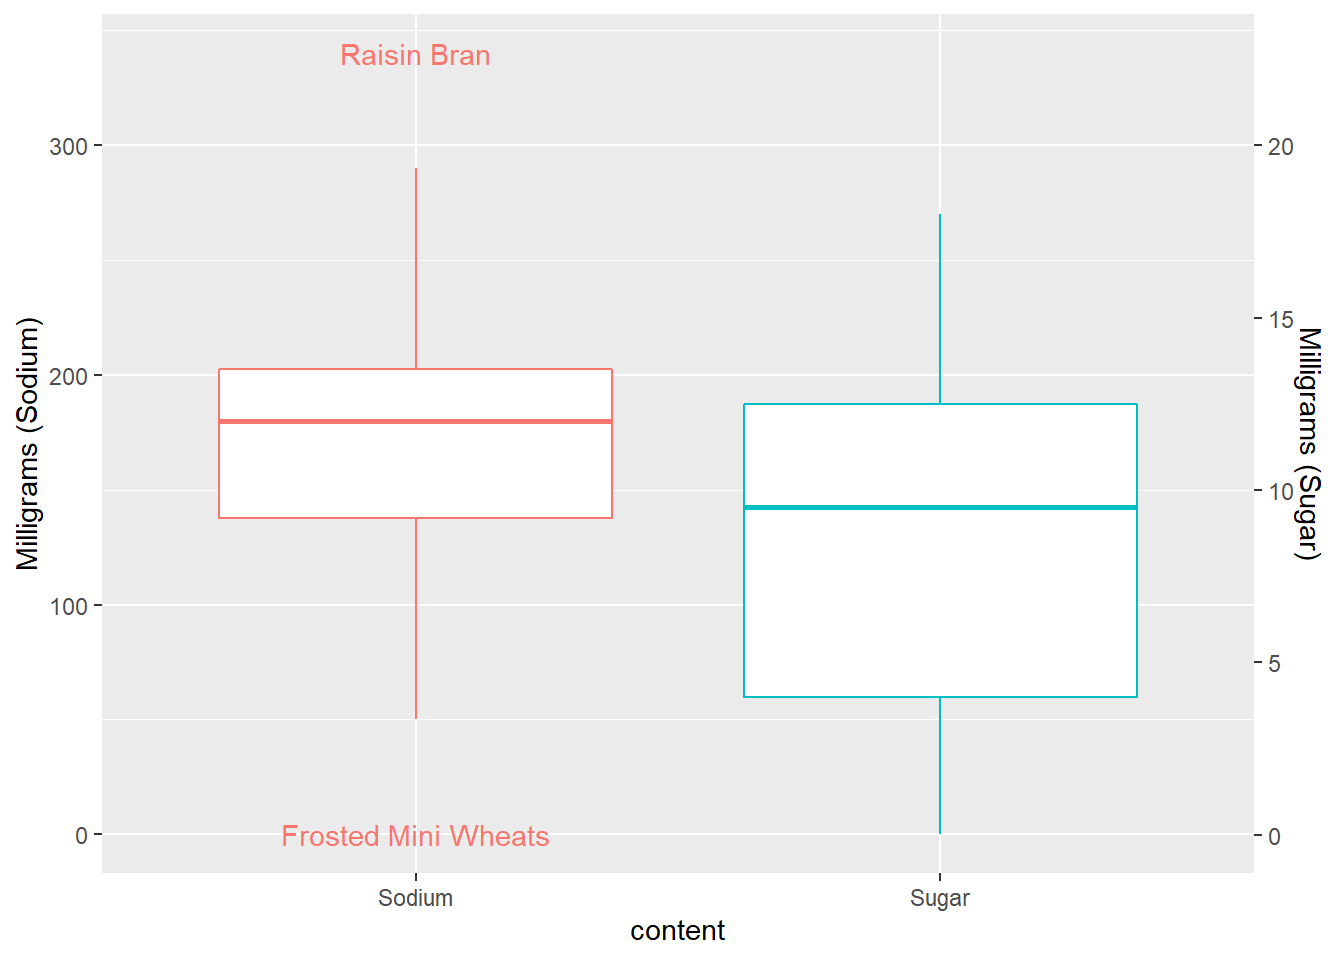 Raisin Bran
300
200
100
0
Frosted Mini Wheats
Milligrams (Sodium)
20
15
10
5
0
Milligrams (Sugar)
Sodium
Sugar
content